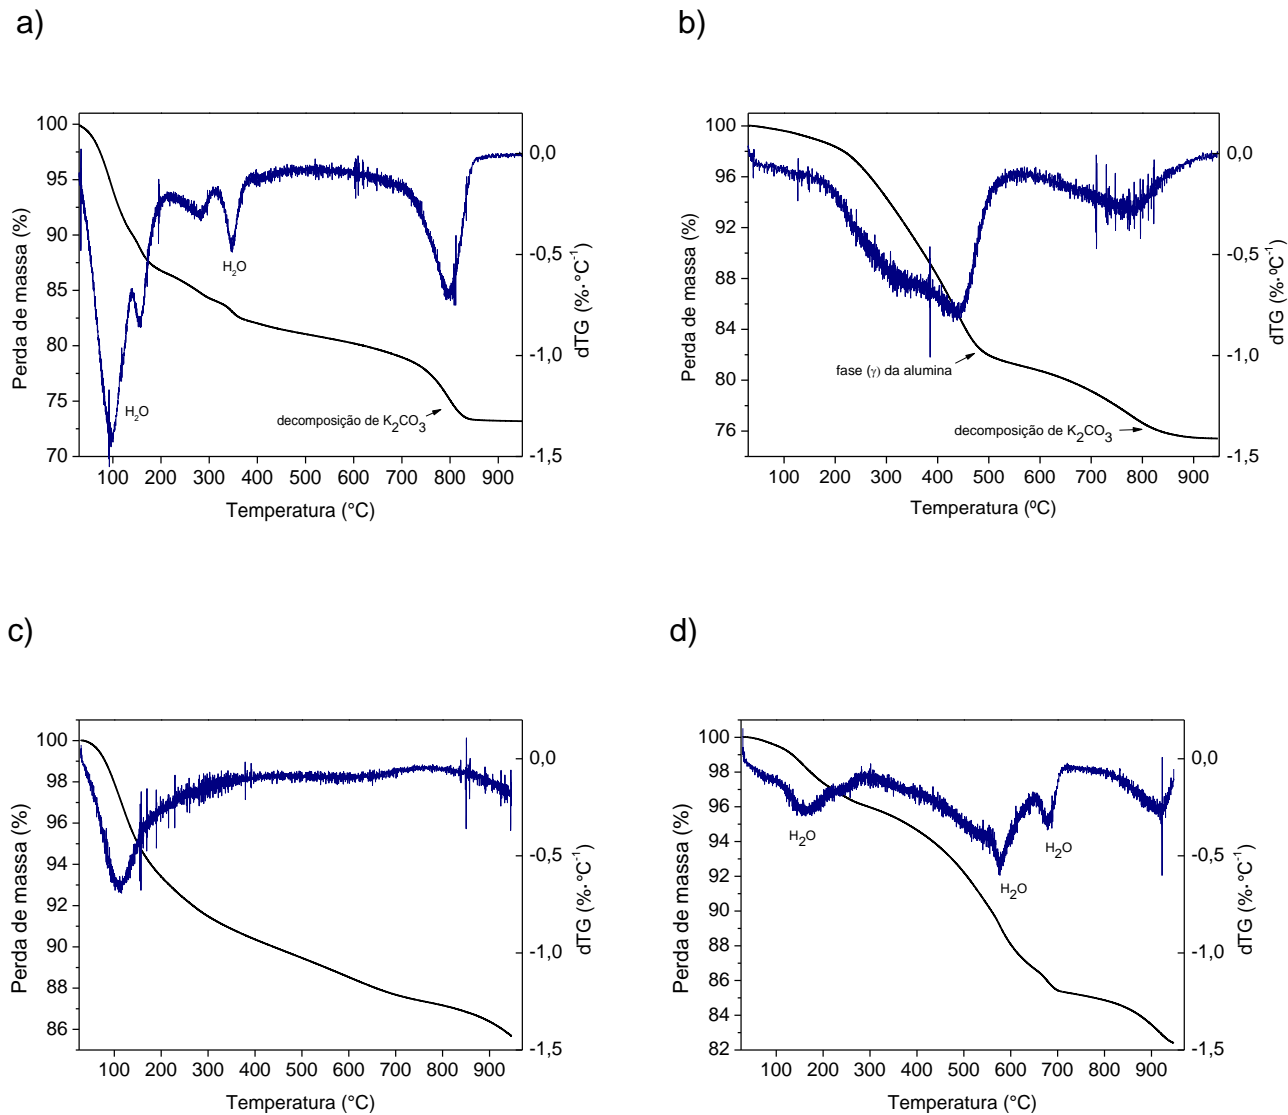 a)
100
95
90
85
80
75
70
Perda de massa (%)
0,0
-0,5
-1,0
-1,5
dTG (%·°C-1)
H2O
H2O
decomposição de K2CO3
100 200 300 400 500 600 700 800 900
Temperatura (°C)
b)
100
96
92
88
84
80
76
Perda de massa (%)
0,0
-0,5
-1,0
-1,5
dTG (%·°C-1)
fase (γ) da alumina
decomposição de K2CO3
100 200 300 400 500 600 700 800 900
Temperatura (ºC)
c)
100
98
96
94
92
90
88
86
Perda de massa (%)
0,0
-0,5
-1,0
-1,5
dTG (%·°C-1)
100 200 300 400 500 600 700 800 900
Temperatura (°C)
d)
100
98
96
94
92
90
88
86
84
82
Perda de massa (%)
0,0
-0,5
-1,0
-1,5
dTG (%·°C-1)
H2O
H2O
H2O
100 200 300 400 500 600 700 800 900
Temperatura (°C)